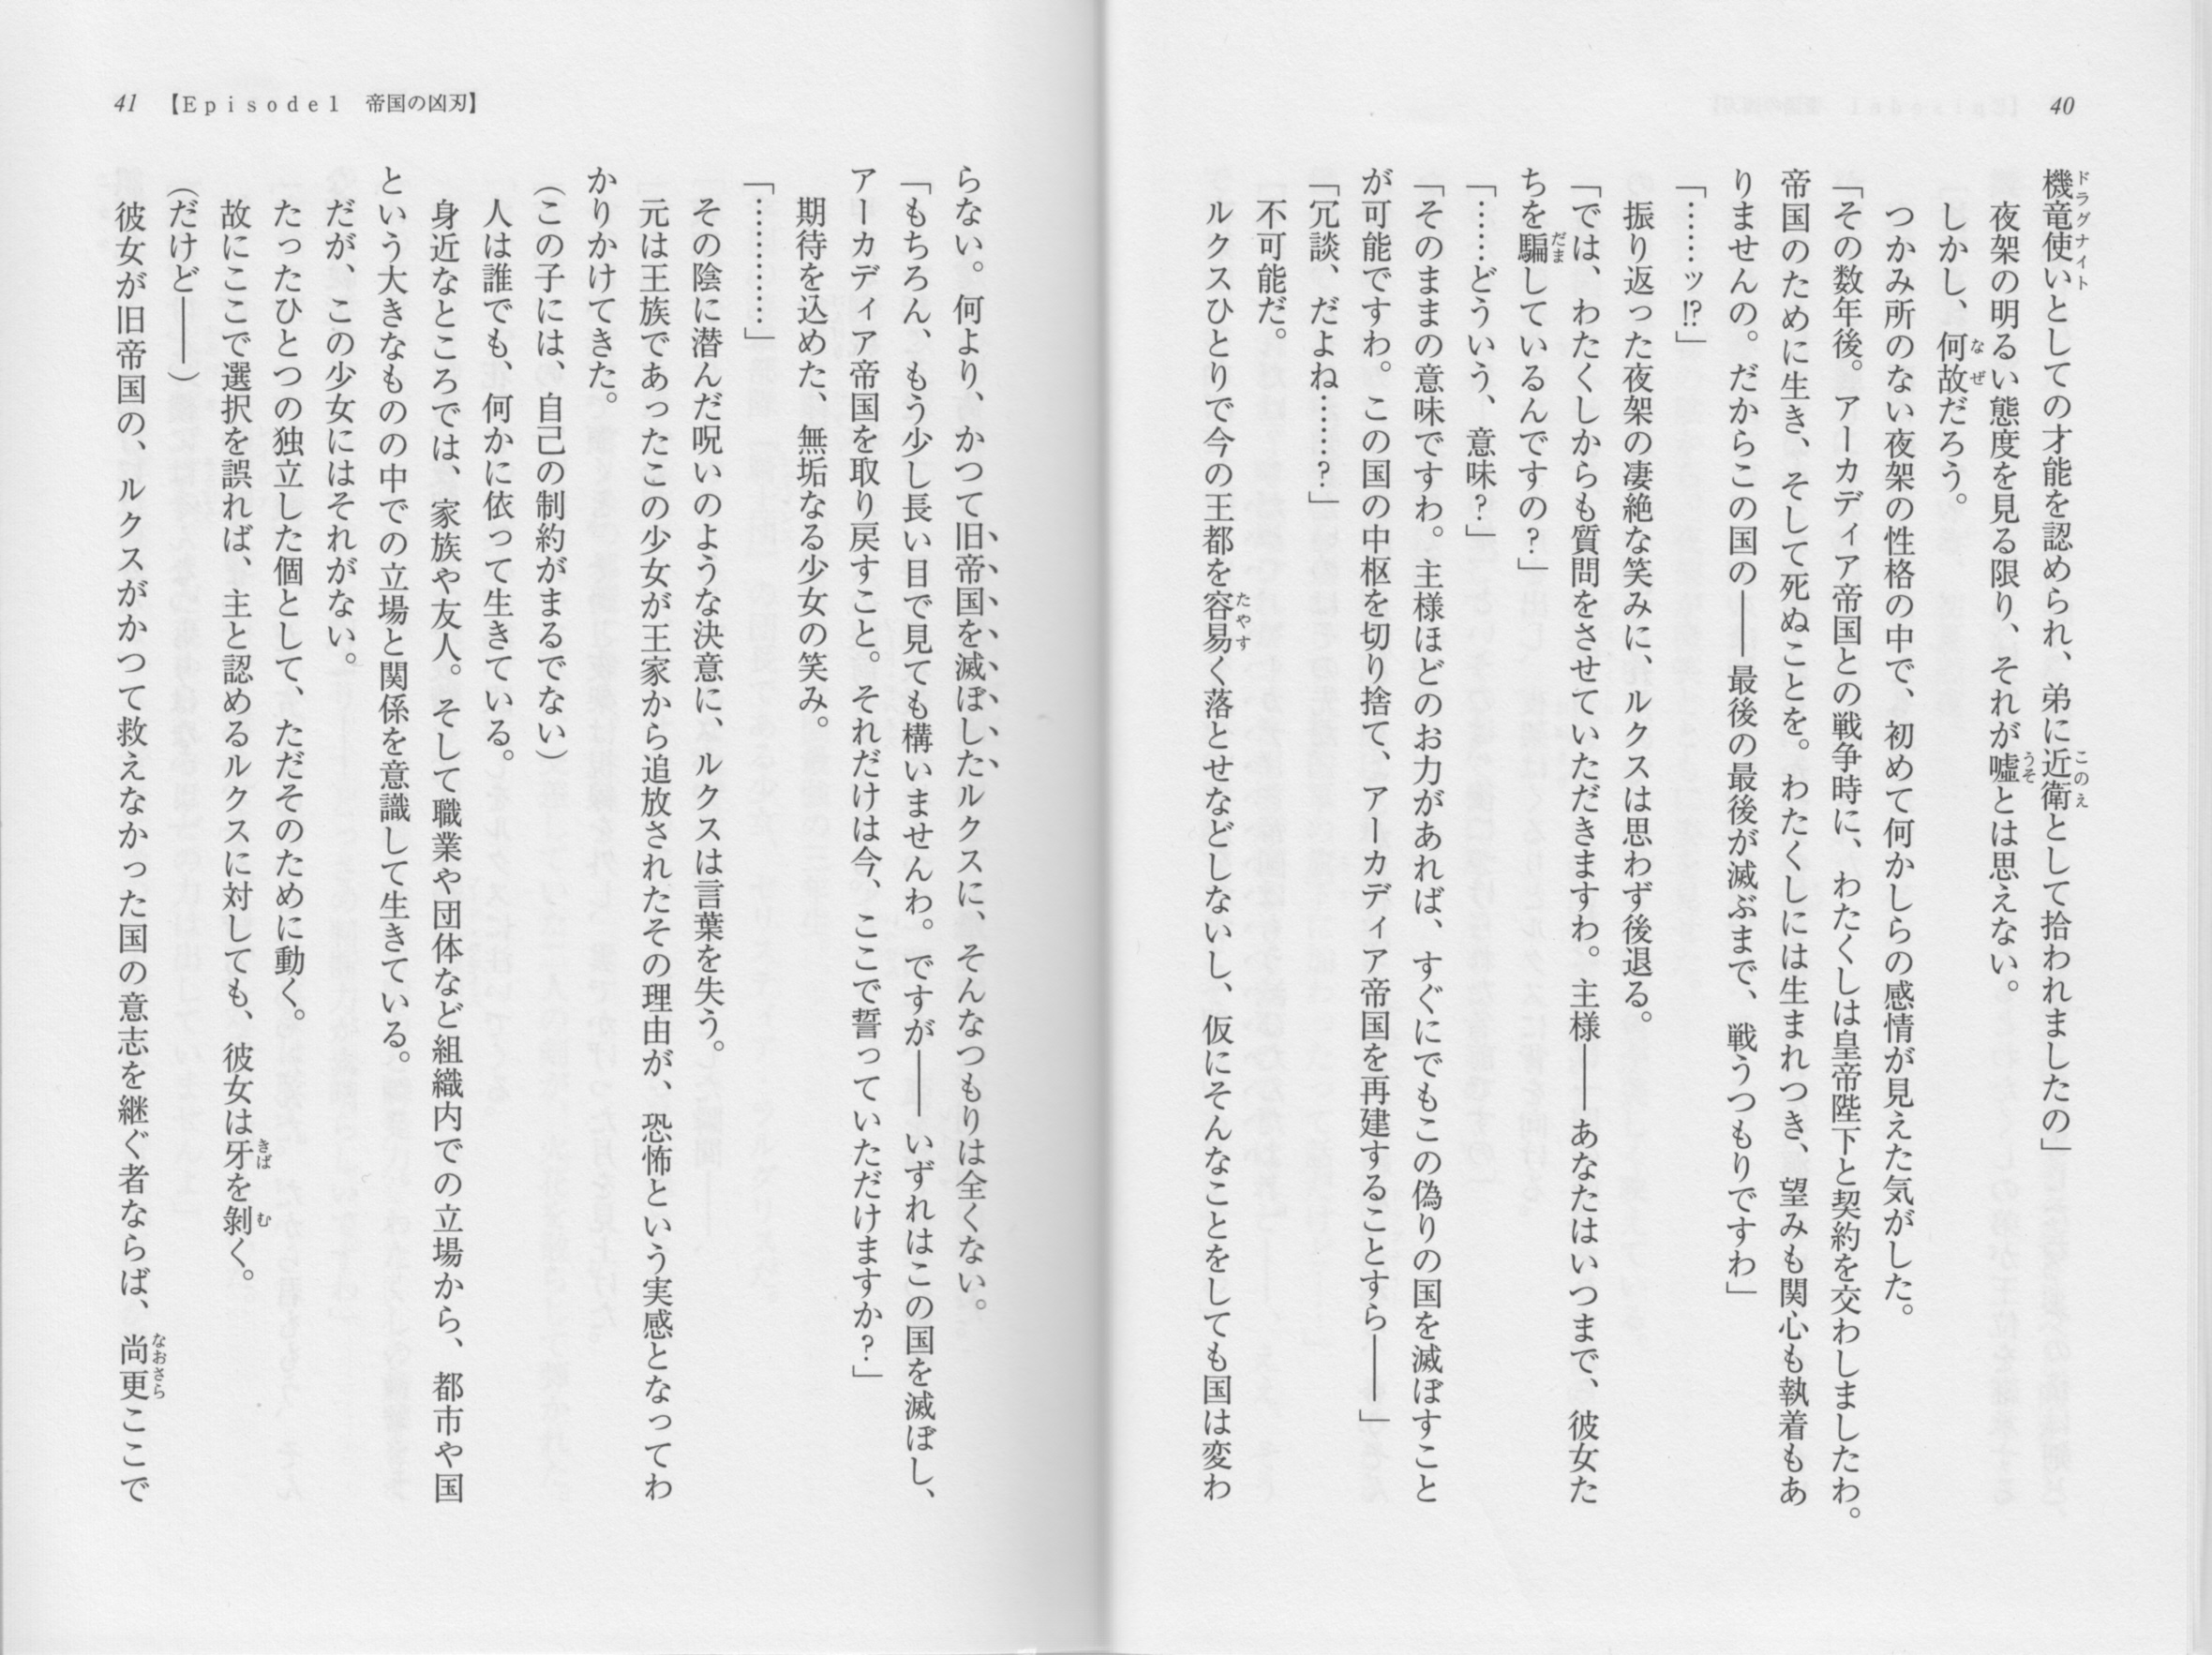 40
機竜使いとしての才能を認められ、弟に近衛として拾われましたの」
夜架の明るい態度を見る限り、それが嘘とは思えない。
しかし、何故だろう。
つかみ所のない夜架の性格の中で、初めて何かしらの感情が見えた気がした。
「その数年後。アーカディア帝国との戦争時に、わたくしは皇帝陛下と契約を交わしましたわ。
帝国のために生き、そして死ぬことを。わたくしには生まれつき、望みも関心も執着もあ
りませんの。だからこの国の――最後の最後が滅ぶまで、戦うつもりですわ」
「……ッ!?」
振り返った夜架の凄絶な笑みに、ルクスは思わず後退る。
「では、わたくしからも質問をさせていただきますわ。主様――あなたはいつまで、彼女た
ちを騙しているんですの?」
「……どういう、意味?」
「そのままの意味ですわ。主様ほどのお力があれば、すぐにでもこの偽りの国を滅ぼすこと
が可能ですわ。この国の中枢を切り捨て、アーカディア帝国を再建することすら――」
「冗談、だよね……?」
不可能だ。
ルクスひとりで今の王都を容易く落とせなどしないし、仮にそんなことをしても国は変わ
41 【Episode1 帝国の凶刃】
らない。何より、かつて旧帝国を滅ぼしたルクスに、そんなつもりは全くない。
「もちろん、もう少し長い目で見ても構いませんわ。ですが――いずれはこの国を滅ぼし、
アーカディア帝国を取り戻すこと。それだけは今、ここで誓っていただけますか?」
期待を込めた、無垢なる少女の笑み。
「…………」
その陰に潜んだ呪いのような決意に、ルクスは言葉を失う。
元は王族であったこの少女が王家から追放されたその理由が、恐怖という実感となってわ
かりかけてきた。
(この子には、自己の制約がまるでない)
人は誰でも、何かに依って生きている。
身近なところでは、家族や友人。そして職業や団体など組織内での立場から、都市や国
という大きなものの中での立場と関係を意識して生きている。
だが、この少女にはそれがない。
たったひとつの独立した個として、ただそのために動く。
故にここで選択を誤れば、主と認めるルクスに対しても、彼女は牙を剝く。
(だけど――)
彼女が旧帝国の、ルクスがかつて救えなかった国の意志を継ぐ者ならば、尚更ここで